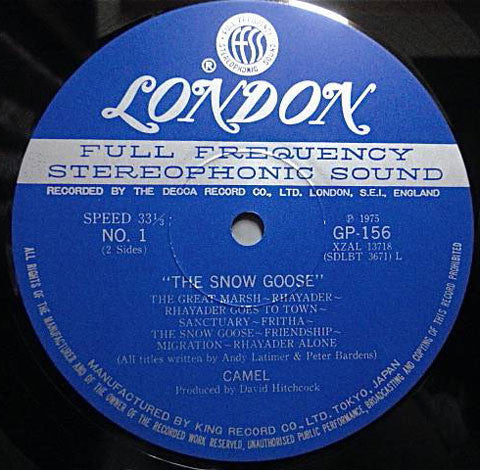 FULL FREQUENCY
FFSS
STEREOPHONIC SOUND
® LONDON
FULL FREQUENCY
STEREOPHONIC SOUND
RECORDED BY THE DECCA RECORD CO., LTD. LONDON, S.E.I., ENGLAND
SPEED 33⅓
NO. 1
(2 Sides)
℗ 1975
GP-156
XZAL 13718
(SDLBT 3671) L
"THE SNOW GOOSE"
THE GREAT MARSH~RHAYADER~
RHAYADER GOES TO TOWN~
SANCTUARY~FRITHA~
THE SNOW GOOSE~FRIENDSHIP~
MIGRATION~RHAYADER ALONE
(All titles written by Andy Latimer & Peter Bardens)
CAMEL
Produced by David Hitchcock
MANUFACTURED BY KING RECORD CO., LTD. TOKYO, JAPAN
ALL RIGHTS OF THE MANUFACTURER AND OF THE OWNER OF THE RECORDED WORK RESERVED, UNAUTHORISED PUBLIC PERFORMANCE, BROADCASTING AND COPYING OF THIS RECORD PROHIBITED